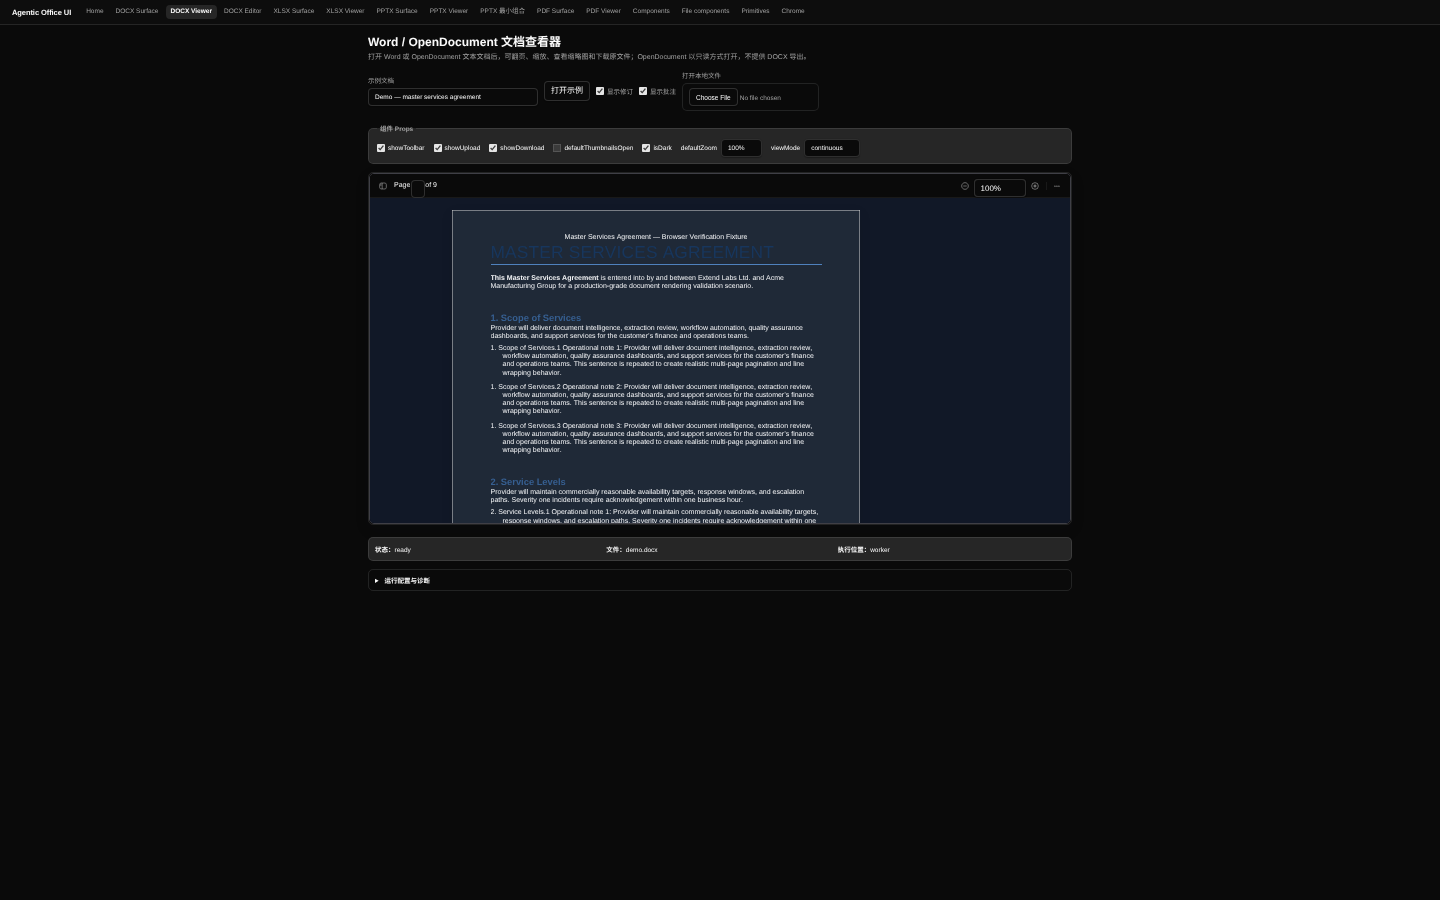 Agentic Office UI
Home
DOCX Surface
DOCX Viewer
DOCX Editor
XLSX Surface
XLSX Viewer
PPTX Surface
PPTX Viewer
PPTX 最小组合
PDF Surface
PDF Viewer
Components
File components
Primitives
Chrome
Word / OpenDocument 文档查看器
打开 Word 或 OpenDocument 文本文档后，可翻页、缩放、查看缩略图和下载原文件；OpenDocument 以只读方式打开，不提供 DOCX 导出。
示例文档
Demo — master services agreement
打开示例
显示修订
显示批注
打开本地文件
Choose File No file chosen
组件 Props
showToolbar
showUpload
showDownload
defaultThumbnailsOpen
isDark
defaultZoom 100%
viewMode continuous
Page of 9
100%
Master Services Agreement — Browser Verification Fixture
MASTER SERVICES AGREEMENT
This Master Services Agreement is entered into by and between Extend Labs Ltd. and Acme
Manufacturing Group for a production-grade document rendering validation scenario.
1. Scope of Services
Provider will deliver document intelligence, extraction review, workflow automation, quality assurance
dashboards, and support services for the customer's finance and operations teams.
1. Scope of Services.1 Operational note 1: Provider will deliver document intelligence, extraction review,
workflow automation, quality assurance dashboards, and support services for the customer's finance
and operations teams. This sentence is repeated to create realistic multi-page pagination and line
wrapping behavior.
1. Scope of Services.2 Operational note 2: Provider will deliver document intelligence, extraction review,
workflow automation, quality assurance dashboards, and support services for the customer's finance
and operations teams. This sentence is repeated to create realistic multi-page pagination and line
wrapping behavior.
1. Scope of Services.3 Operational note 3: Provider will deliver document intelligence, extraction review,
workflow automation, quality assurance dashboards, and support services for the customer's finance
and operations teams. This sentence is repeated to create realistic multi-page pagination and line
wrapping behavior.
2. Service Levels
Provider will maintain commercially reasonable availability targets, response windows, and escalation
paths. Severity one incidents require acknowledgement within one business hour.
2. Service Levels.1 Operational note 1: Provider will maintain commercially reasonable availability targets,
response windows, and escalation paths. Severity one incidents require acknowledgement within one
状态：ready
文件：demo.docx
执行位置：worker
运行配置与诊断